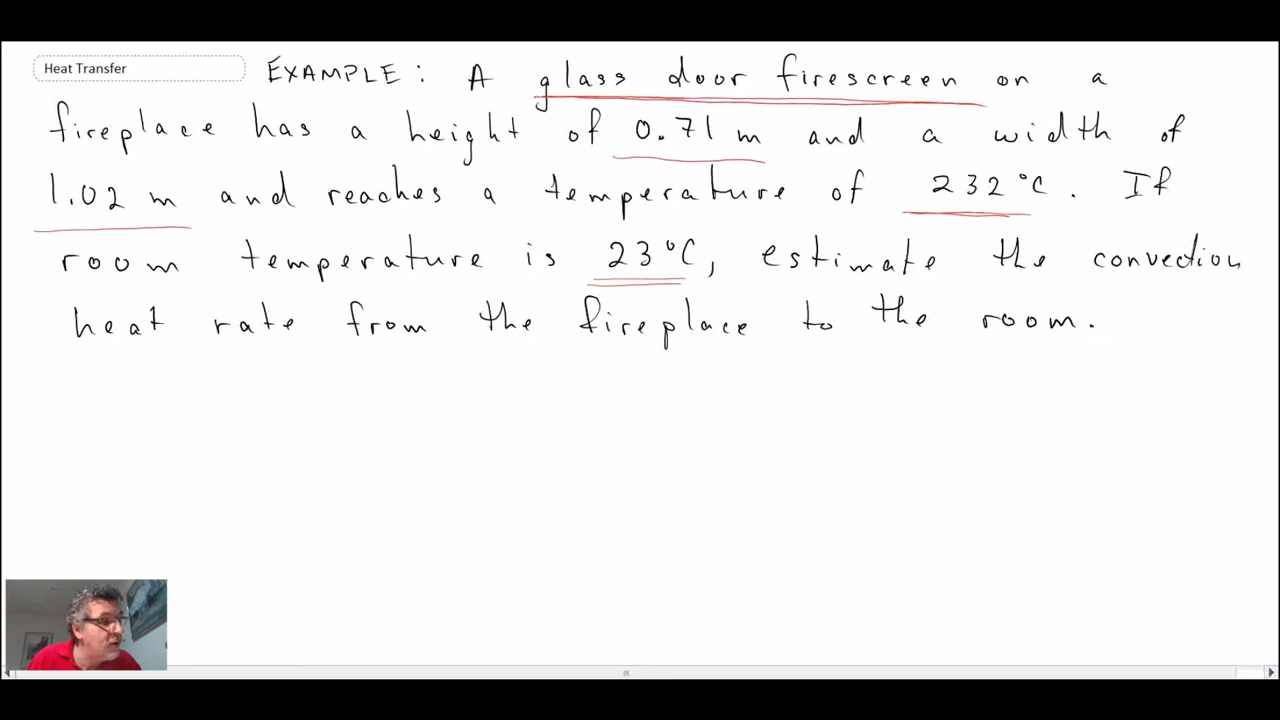 Heat Transfer
EXAMPLE: A glass door firescreen on a
fireplace has a height of 0.71 m and a width of
1.02 m and reaches a temperature of 232°C. If
room temperature is 23°C, estimate the convection
heat rate from the fireplace to the room.